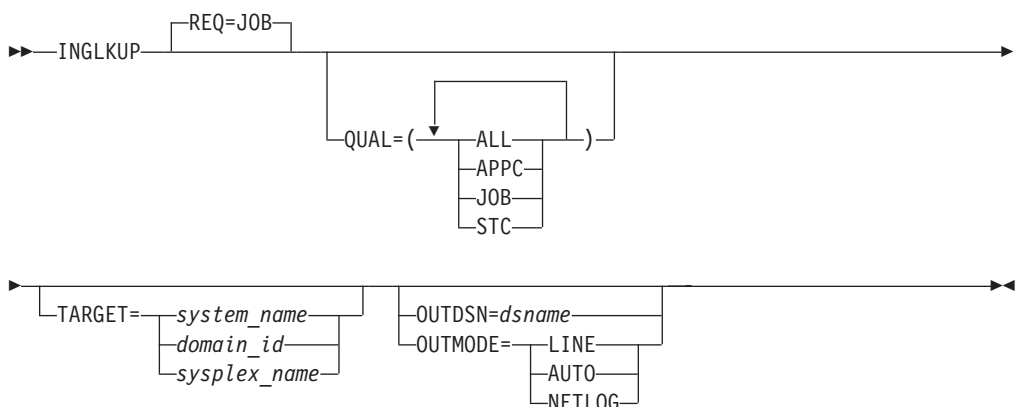 REQ=JOB
INGLKUP
QUAL=( ALL )
APPC
JOB
STC
TARGET= system_name
domain_id
sysplex_name
OUTDSN=dsname
OUTMODE= LINE
AUTO
NETLOG